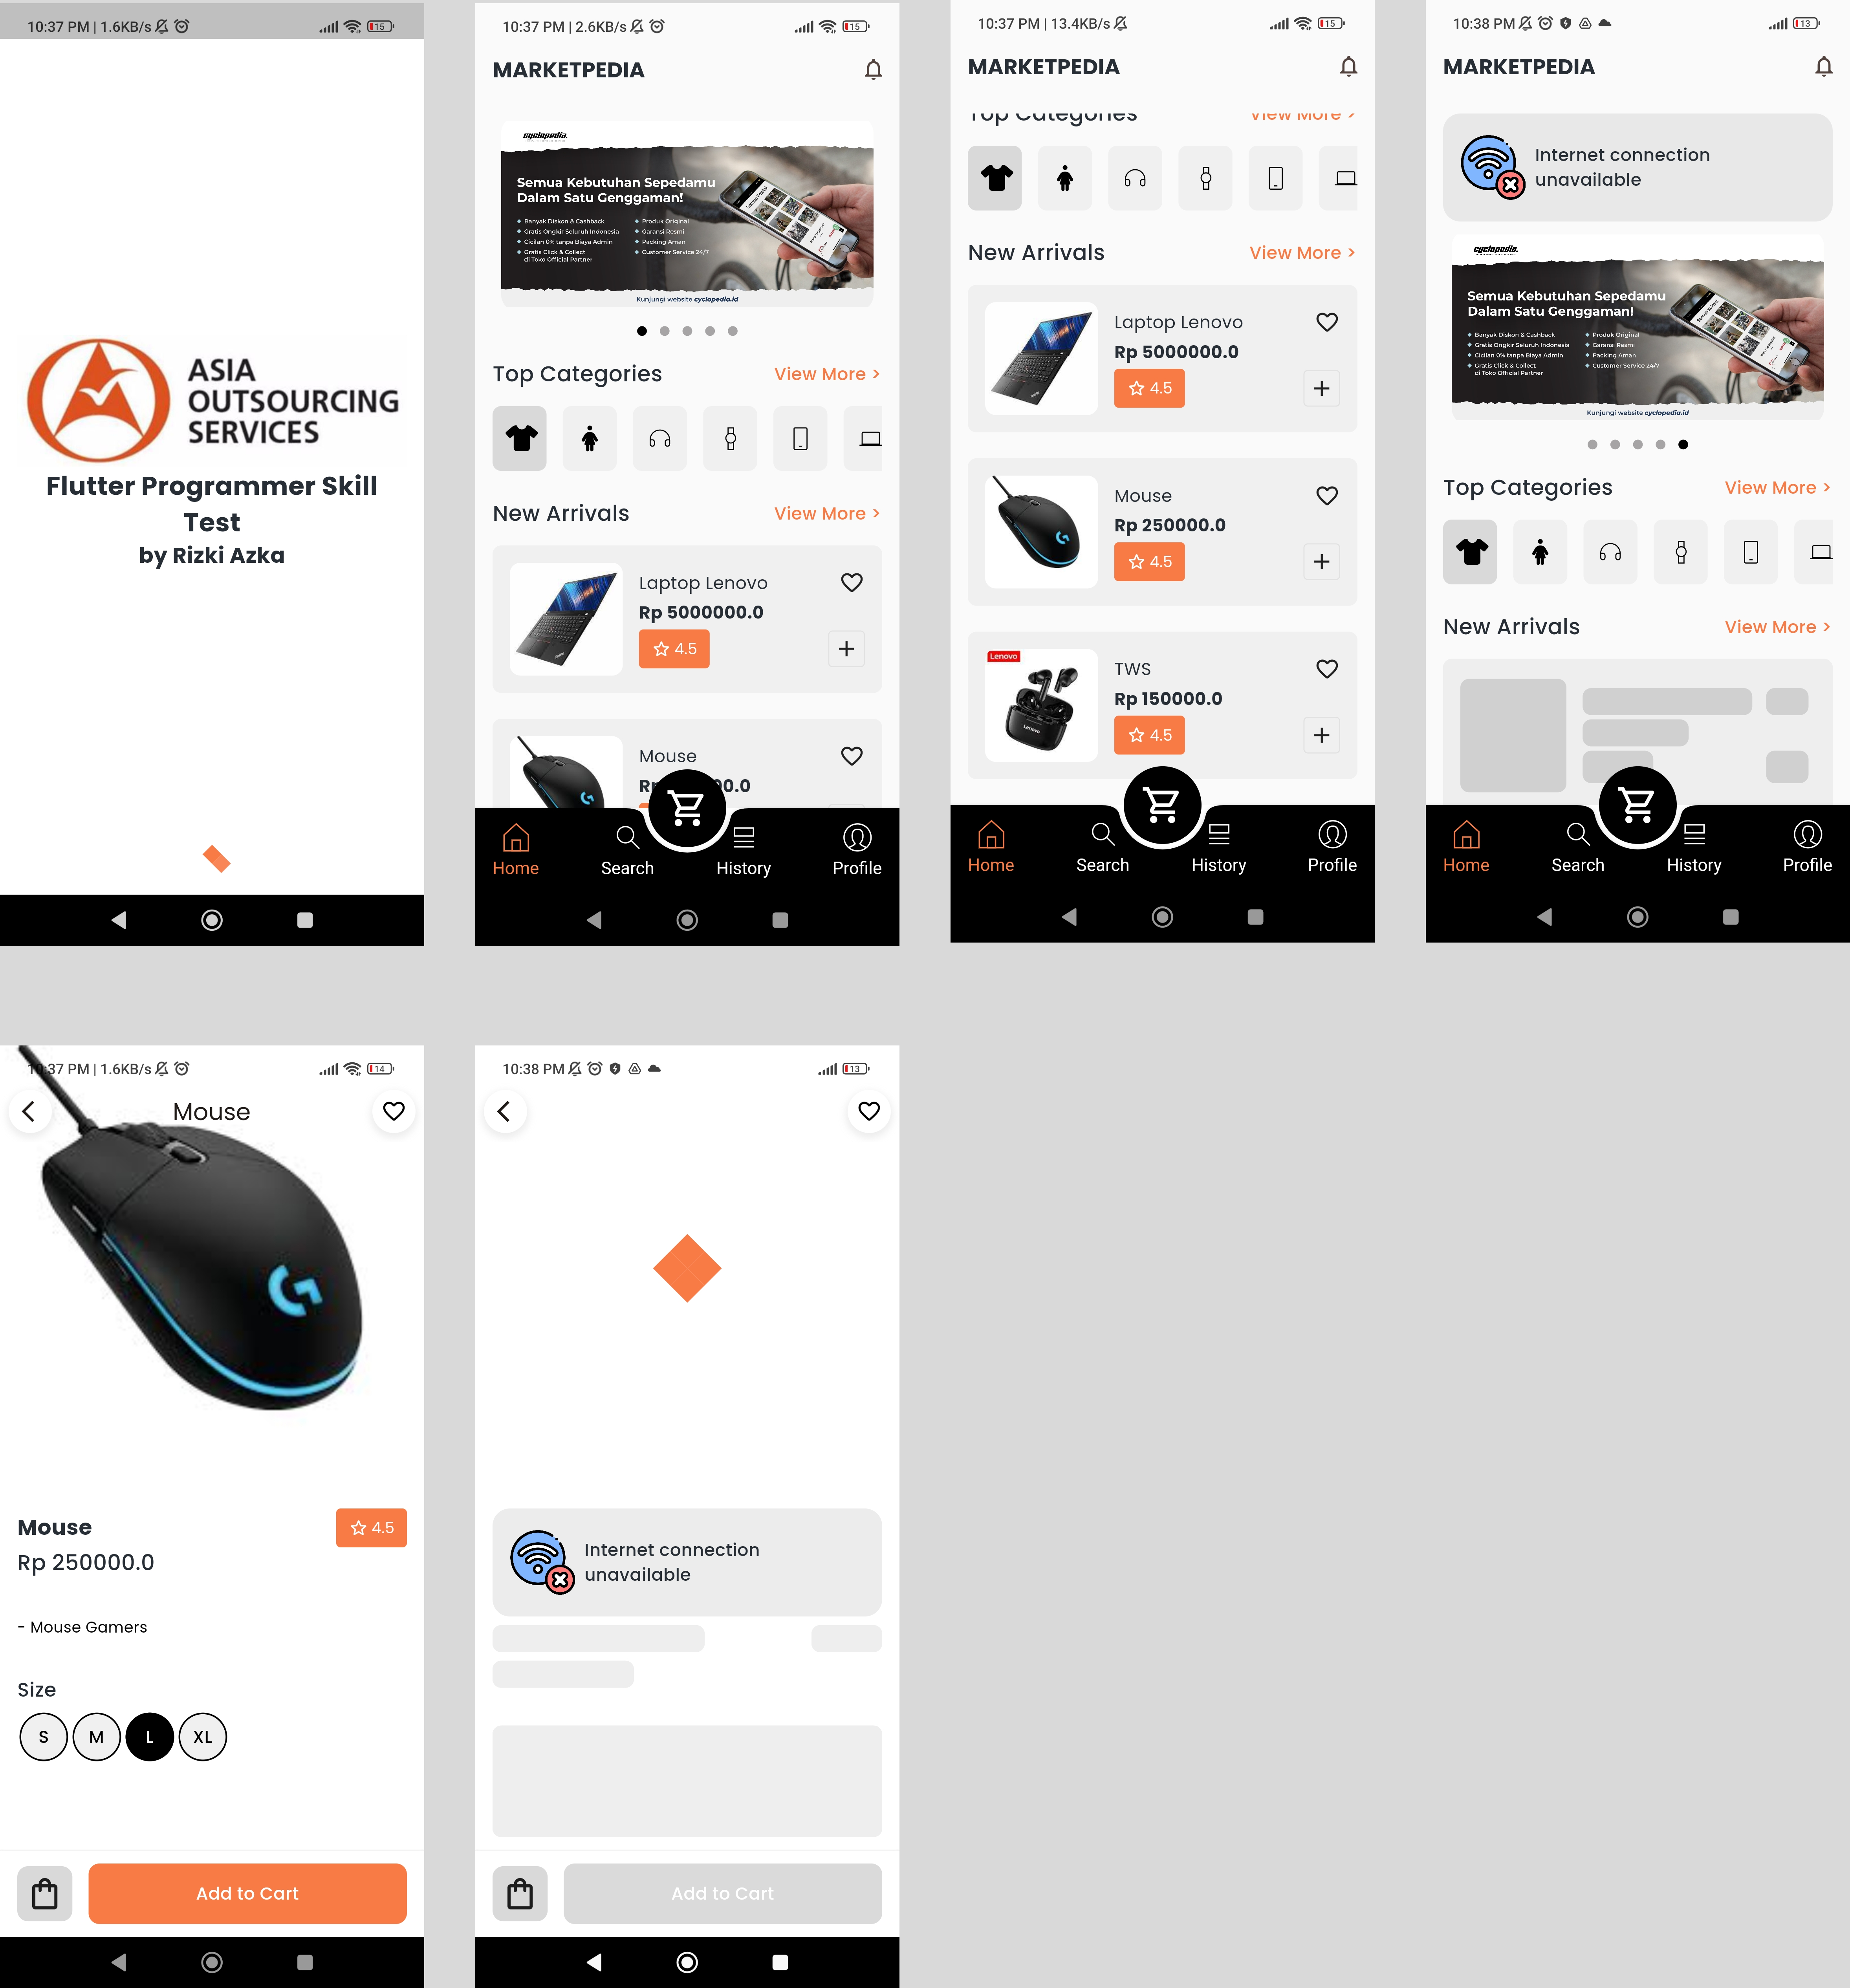 10:37 PM | 1.6KB/s
15
ASIA
OUTSOURCING
SERVICES
Flutter Programmer Skill
Test
by Rizki Azka
10:37 PM | 2.6KB/s
15
MARKETPEDIA
cyclopedia.
Semua Kebutuhan Sepedamu
Dalam Satu Genggaman!
Banyak Diskon & Cashback
Gratis Ongkir Seluruh Indonesia
Cicilan 0% tanpa Biaya Admin
Gratis Click & Collect
di Toko Official Partner
Produk Original
Garansi Resmi
Packing Aman
Customer Service 24/7
Kunjungi website cyclopedia.id
Top Categories
View More >
New Arrivals
View More >
Laptop Lenovo
Rp 5000000.0
4.5
Mouse
Home
Search
History
Profile
10:37 PM | 13.4KB/s
15
MARKETPEDIA
Top Categories
View More >
New Arrivals
View More >
Laptop Lenovo
Rp 5000000.0
4.5
Mouse
Rp 250000.0
4.5
Lenovo
Lenovo
TWS
Rp 150000.0
4.5
Home
Search
History
Profile
10:38 PM
13
MARKETPEDIA
Internet connection
unavailable
cyclopedia.
Semua Kebutuhan Sepedamu
Dalam Satu Genggaman!
Banyak Diskon & Cashback
Gratis Ongkir Seluruh Indonesia
Cicilan 0% tanpa Biaya Admin
Gratis Click & Collect
di Toko Official Partner
Produk Original
Garansi Resmi
Packing Aman
Customer Service 24/7
Kunjungi website cyclopedia.id
Top Categories
View More >
New Arrivals
View More >
Home
Search
History
Profile
10:37 PM | 1.6KB/s
14
Mouse
G
Mouse
4.5
Rp 250000.0
- Mouse Gamers
Size
S
M
L
XL
Add to Cart
10:38 PM
13
Internet connection
unavailable
Add to Cart